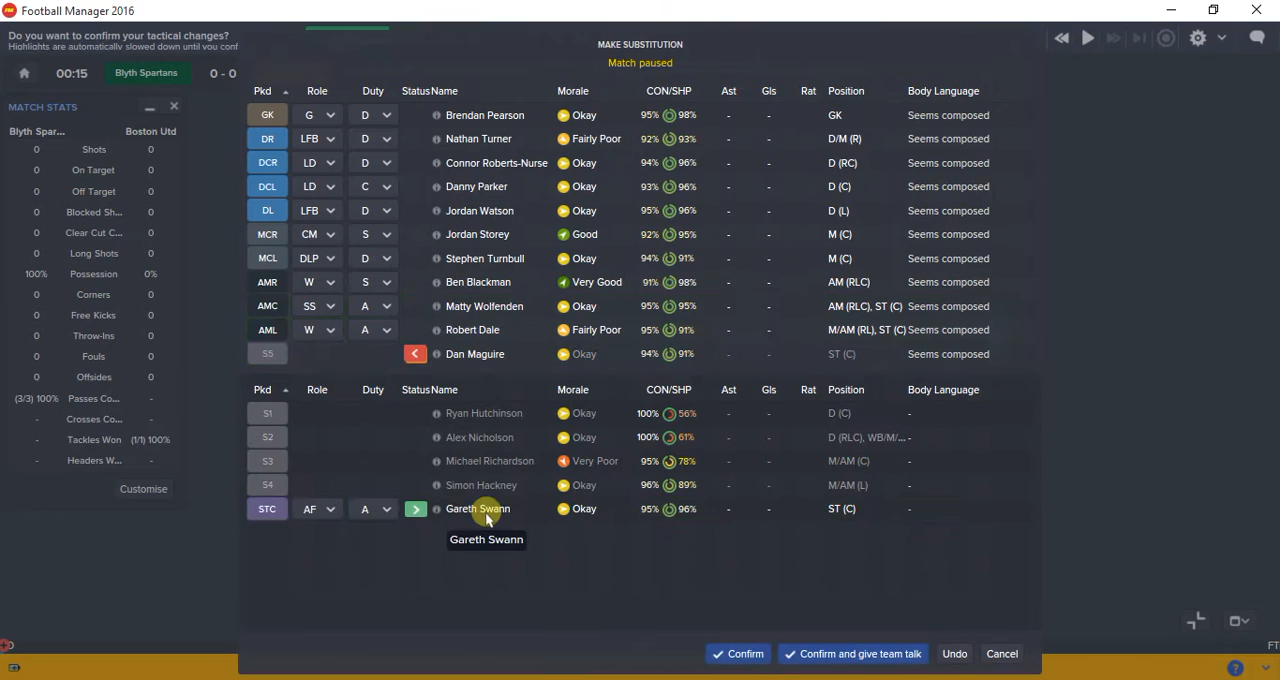 Football Manager 2016
Do you want to confirm your tactical changes?
Highlights are automatically slowed down until you conf
00:15 Blyth Spartans 0 - 0
MATCH STATS
Blyth Spar... Boston Utd
0 Shots 0
0 On Target 0
0 Off Target 0
0 Blocked Sh... 0
0 Clear Cut C... 0
0 Long Shots 0
100% Possession 0%
0 Corners 0
0 Free Kicks 0
0 Throw-Ins 0
0 Fouls 0
0 Offsides 0
(3/3) 100% Passes Co... -
- Crosses Co... -
- Tackles Won (1/1) 100%
- Headers W... -
Customise
MAKE SUBSTITUTION
Match paused
Pkd Role Duty Status Name Morale CON/SHP Ast Gls Rat Position Body Language
GK G D Brendan Pearson Okay 95% 98% - - GK Seems composed
DR LFB D Nathan Turner Fairly Poor 92% 93% - - D/M (R) Seems composed
DCR LD D Connor Roberts-Nurse Okay 94% 96% - - D (RC) Seems composed
DCL LD C Danny Parker Okay 93% 96% - - D (C) Seems composed
DL LFB D Jordan Watson Okay 95% 96% - - D (L) Seems composed
MCR CM S Jordan Storey Good 92% 95% - - M (C) Seems composed
MCL DLP D Stephen Turnbull Okay 94% 91% - - M (C) Seems composed
AMR W S Ben Blackman Very Good 91% 98% - - AM (RLC) Seems composed
AMC SS A Matty Wolfenden Okay 95% 95% - - AM (RLC), ST (C) Seems composed
AML W A Robert Dale Fairly Poor 95% 91% - - M/AM (RL), ST (C) Seems composed
S5 Dan Maguire Okay 94% 91% - - ST (C) Seems composed
Pkd Role Duty Status Name Morale CON/SHP Ast Gls Rat Position Body Language
S1 Ryan Hutchinson Okay 100% 56% - - D (C) -
S2 Alex Nicholson Okay 100% 61% - - D (RLC), WB/M/... -
S3 Michael Richardson Very Poor 95% 78% - - M/AM (C) -
S4 Simon Hackney Okay 96% 89% - - M/AM (L) -
STC AF A Gareth Swann Okay 95% 96% - - ST (C) -
Gareth Swann
Confirm Confirm and give team talk Undo Cancel
FT